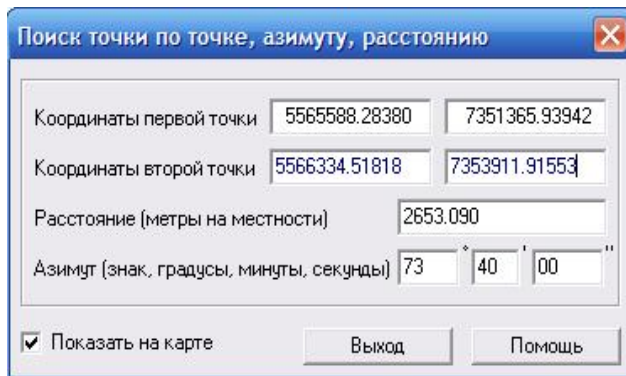 Поиск точки по точке, азимуту, расстоянию
Координаты первой точки 5565588.28380 7351365.93942
Координаты второй точки 5566334.51818 7353911.91553
Расстояние (метры на местности) 2653.090
Азимут (знак, градусы, минуты, секунды) 73 ° 40 ' 00 "
Показать на карте Выход Помощь